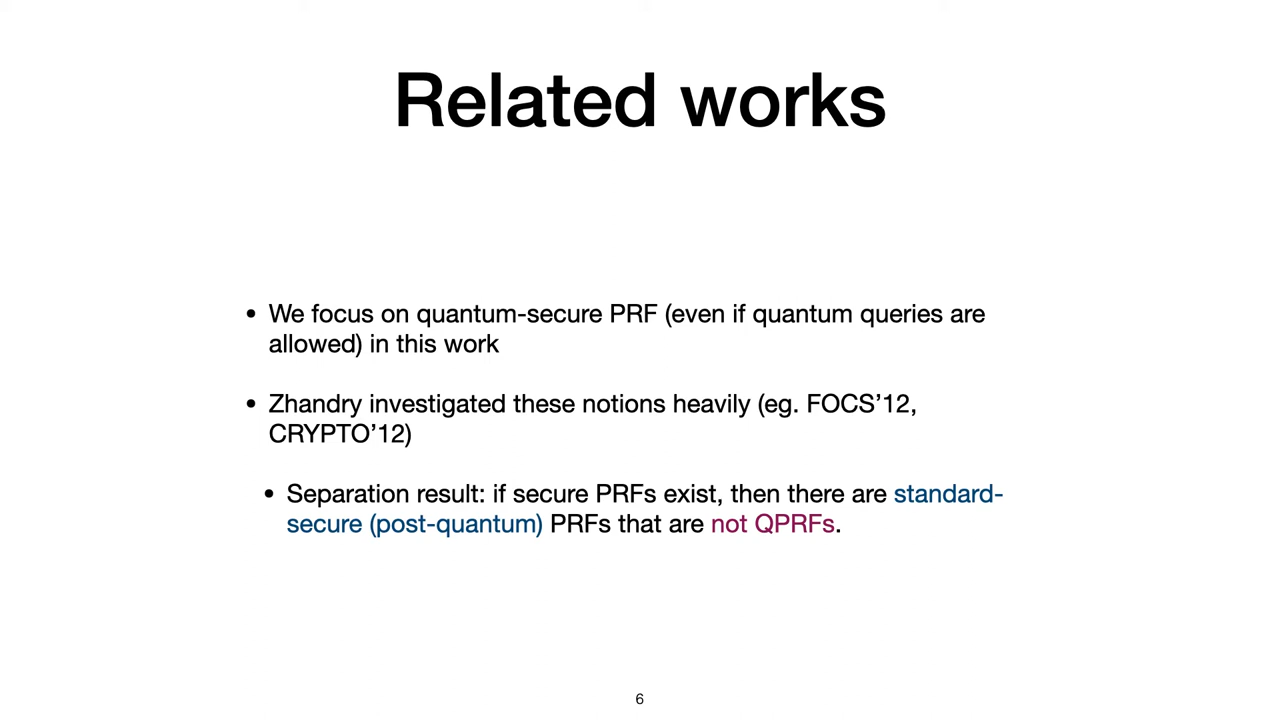 Related works
• We focus on quantum-secure PRF (even if quantum queries are
allowed) in this work
• Zhandry investigated these notions heavily (eg. FOCS’12,
CRYPTO’12)
• Separation result: if secure PRFs exist, then there are standard-
secure (post-quantum) PRFs that are not QPRFs.
6